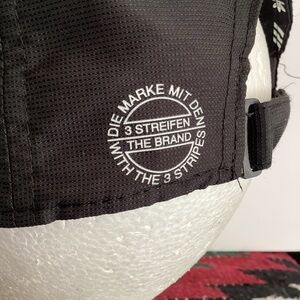 DIE MARKE MIT DEN
3 STREIFEN
THE BRAND
WITH THE 3 STRIPES